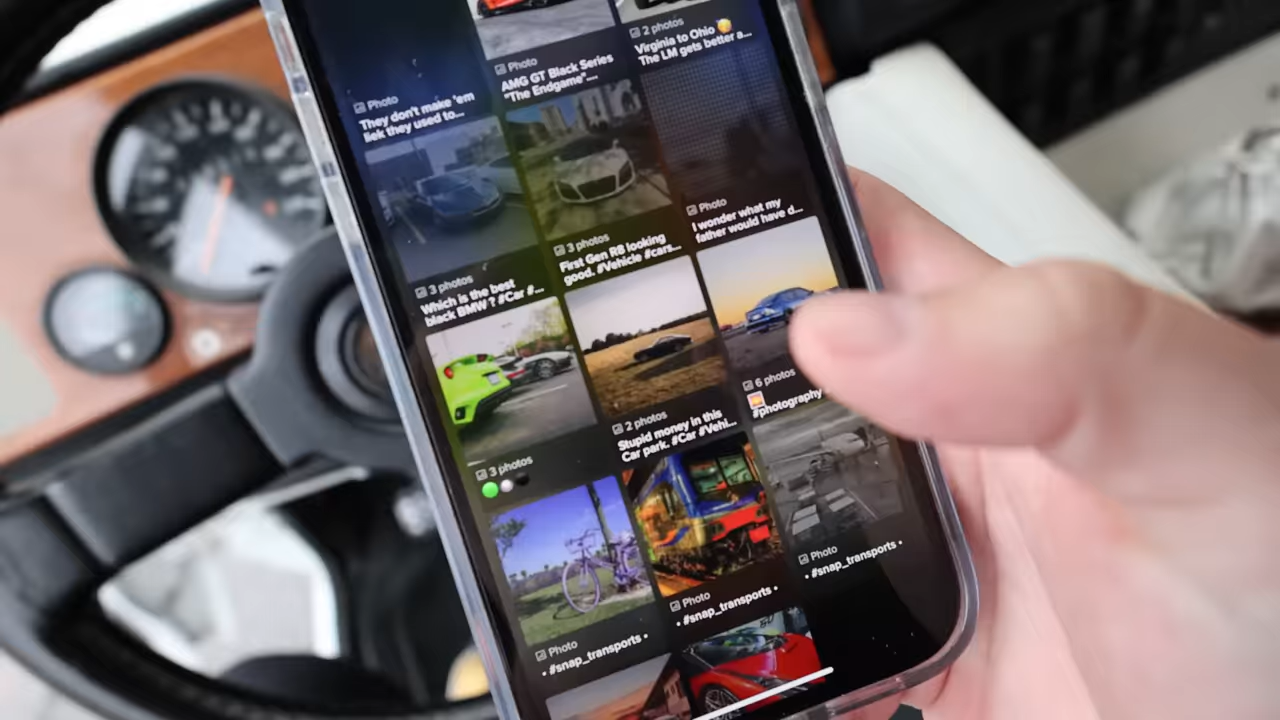 2 photos
Virginia to Ohio
The LM gets better a...
Photo
AMG GT Black Series
"The Endgame"....
Photo
They don't make 'em
liek they used to...
Photo
I wonder what my
father would have d...
3 photos
First Gen R8 looking
good. #Vehicle #cars...
3 photos
Which is the best
black BMW ? #Car #...
6 photos
#photography
2 photos
Stupid money in this
Car park. #Car #Vehi...
3 photos
Photo
• #snap_transports •
Photo
• #snap_transports •
Photo
• #snap_transports •